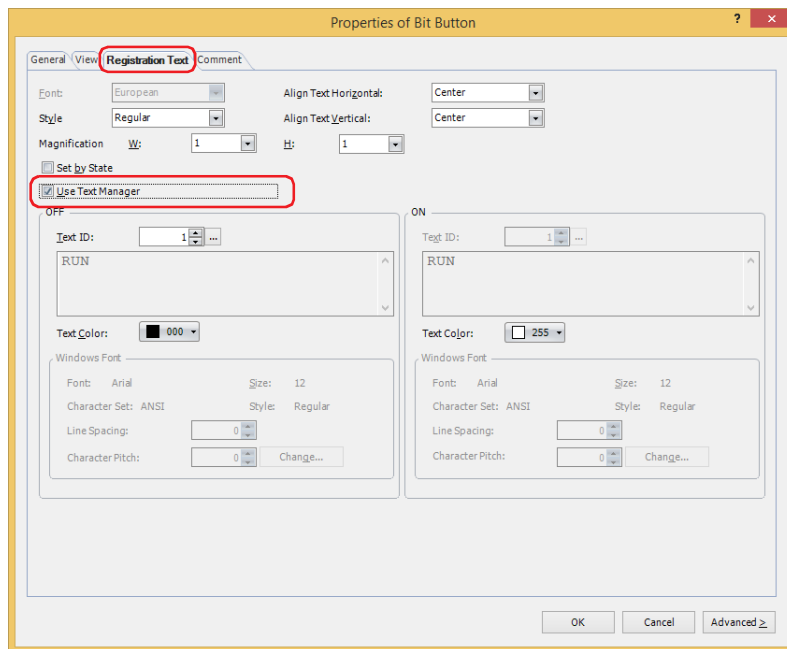 Properties of Bit Button
?
General View Registration Text Comment
Font: European Align Text Horizontal: Center
Style Regular Align Text Vertical: Center
Magnification W: 1 H: 1
Set by State
Use Text Manager
OFF
Text ID: 1 ...
RUN
Text Color: 000
Windows Font
Font: Arial Size: 12
Character Set: ANSI Style: Regular
Line Spacing: 0
Character Pitch: 0 Change...
ON
Text ID: 1 ...
RUN
Text Color: 255
Windows Font
Font: Arial Size: 12
Character Set: ANSI Style: Regular
Line Spacing: 0
Character Pitch: 0 Change...
OK Cancel Advanced >